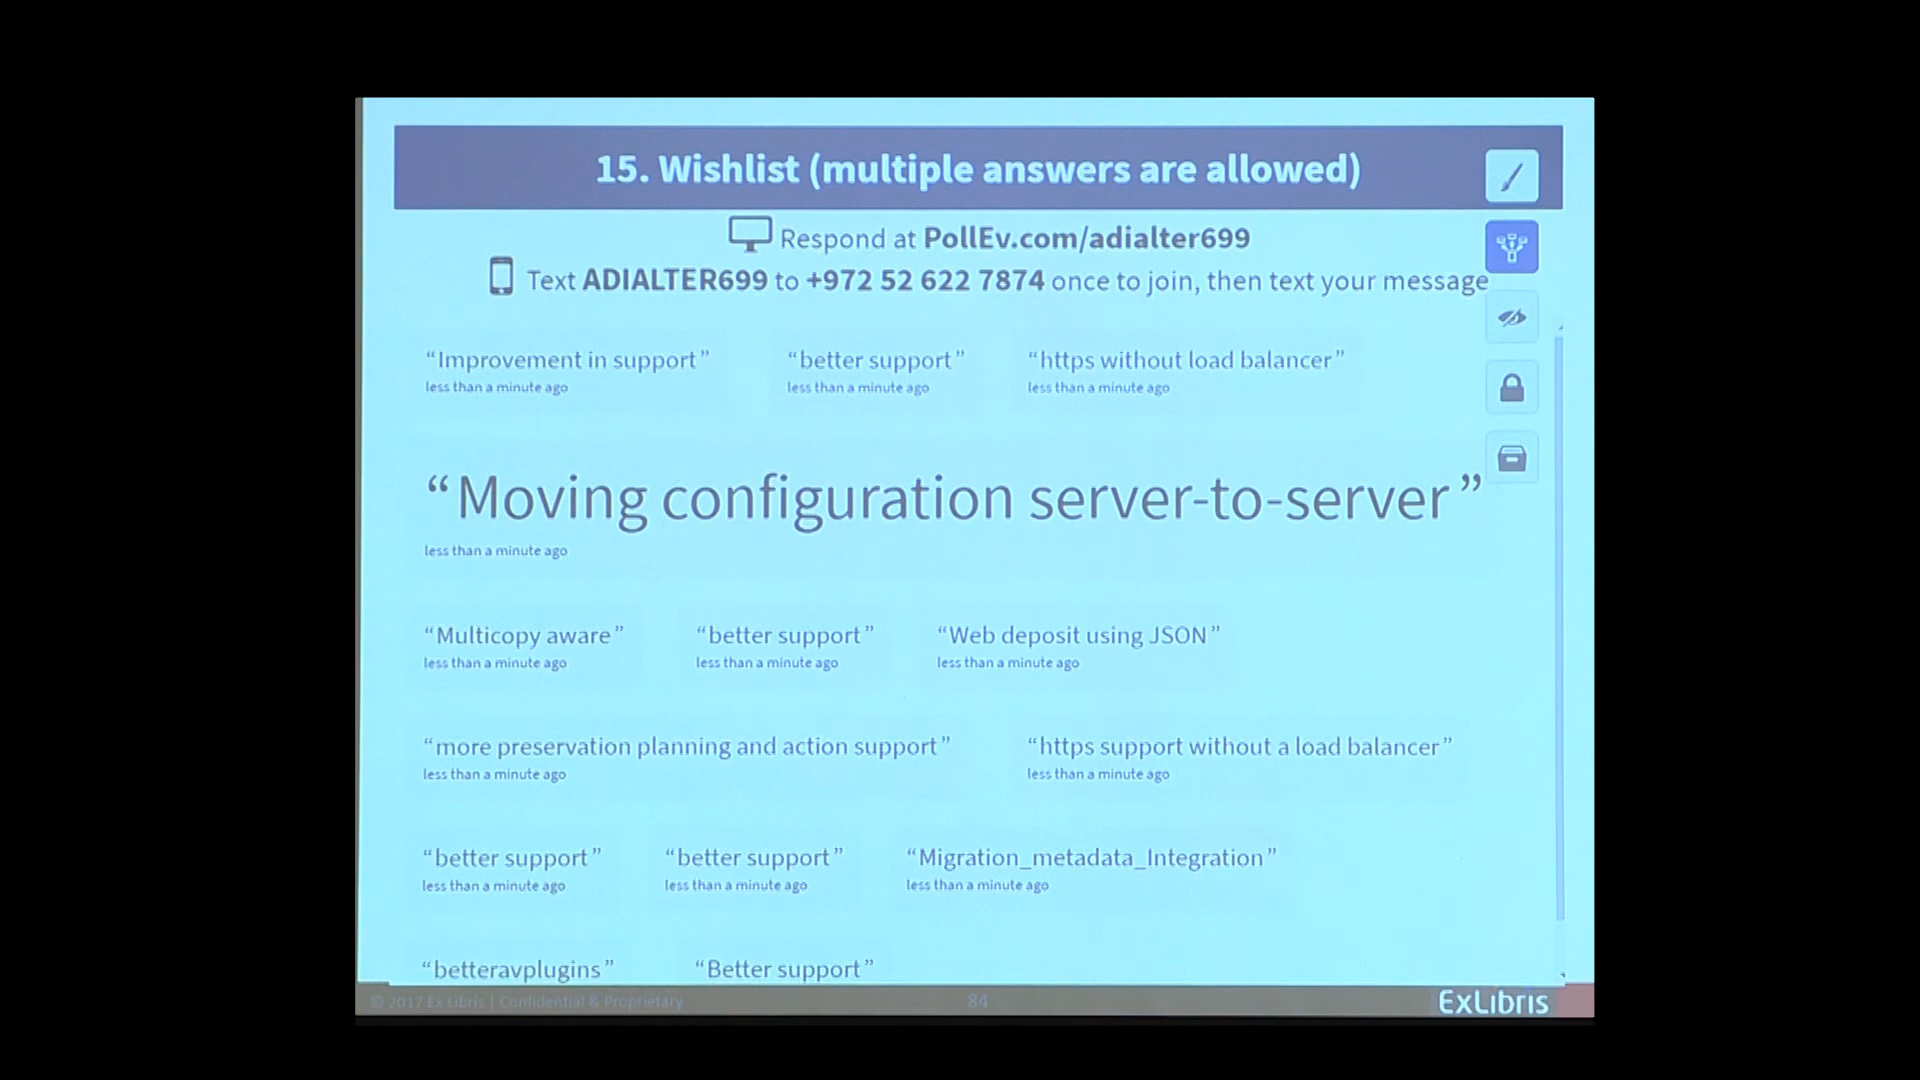 15. Wishlist (multiple answers are allowed)
Respond at PollEv.com/adialter699
Text ADIALTER699 to +972 52 622 7874 once to join, then text your message
“Improvement in support” “better support” “https without load balancer”
less than a minute ago less than a minute ago less than a minute ago
“Moving configuration server-to-server”
less than a minute ago
“Multicopy aware” “better support” “Web deposit using JSON”
less than a minute ago less than a minute ago less than a minute ago
“more preservation planning and action support” “https support without a load balancer”
less than a minute ago less than a minute ago
“better support” “better support” “Migration_metadata_Integration”
less than a minute ago less than a minute ago less than a minute ago
“betteravplugins” “Better support”
© 2017 Ex Libris | Confidential & Proprietary 84 ExLibris